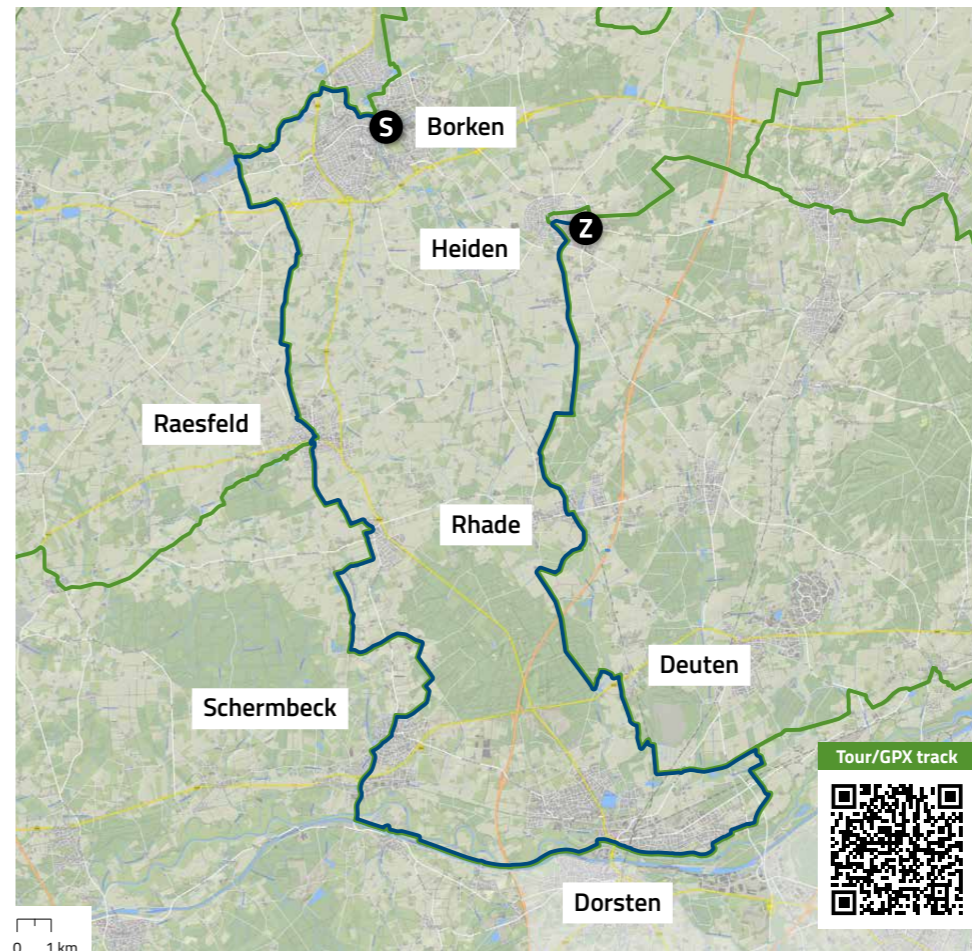 S
Borken
Z
Heiden
Raesfeld
Rhade
Deuten
Schermbeck
Tour/GPX track
Dorsten
0 1 km